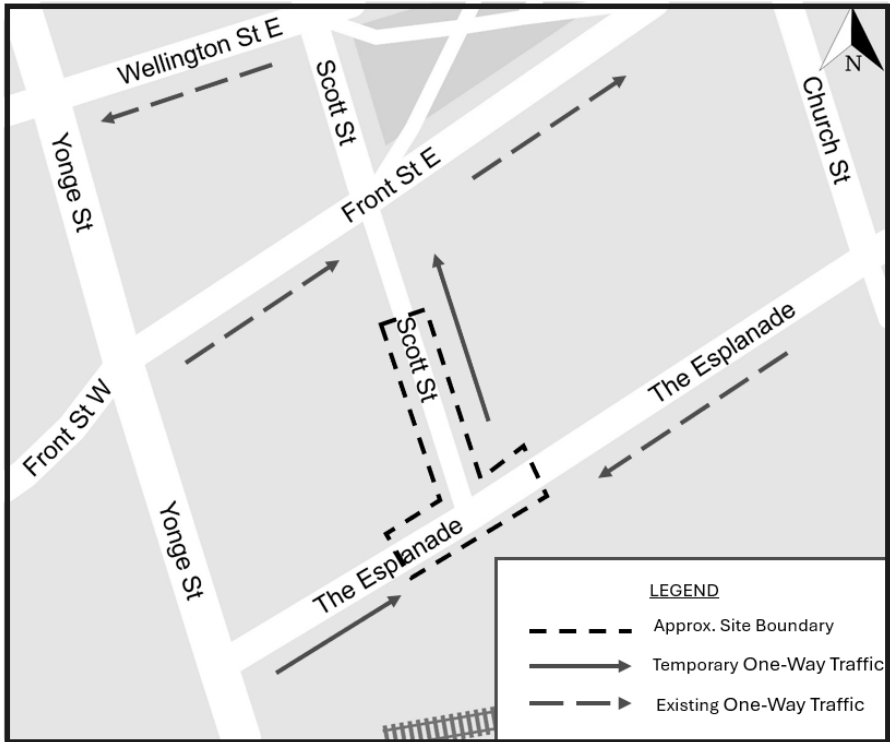 Wellington St E
Scott St
Church St
N
Yonge St
Front St E
Scott St
The Esplanade
Front St W
Yonge St
The Esplanade
LEGEND
Approx. Site Boundary
Temporary One-Way Traffic
Existing One-Way Traffic